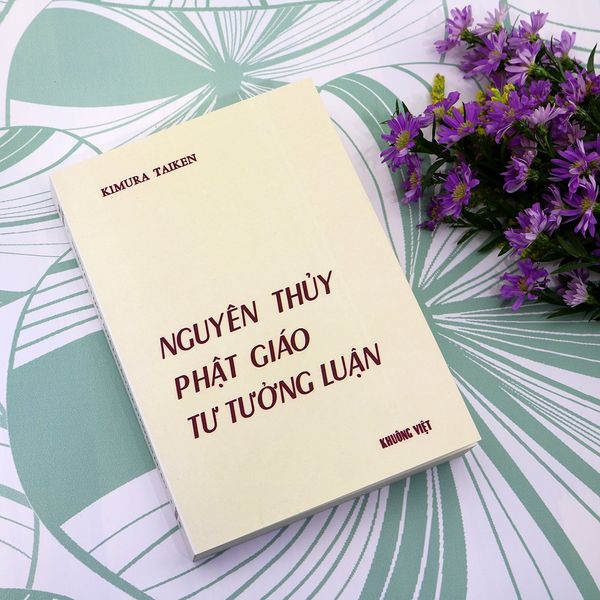 KIMURA TAIKEN
NGUYÊN THỦY
PHẬT GIÁO
TƯ TƯỞNG LUẬN
KHUÔNG VIỆT